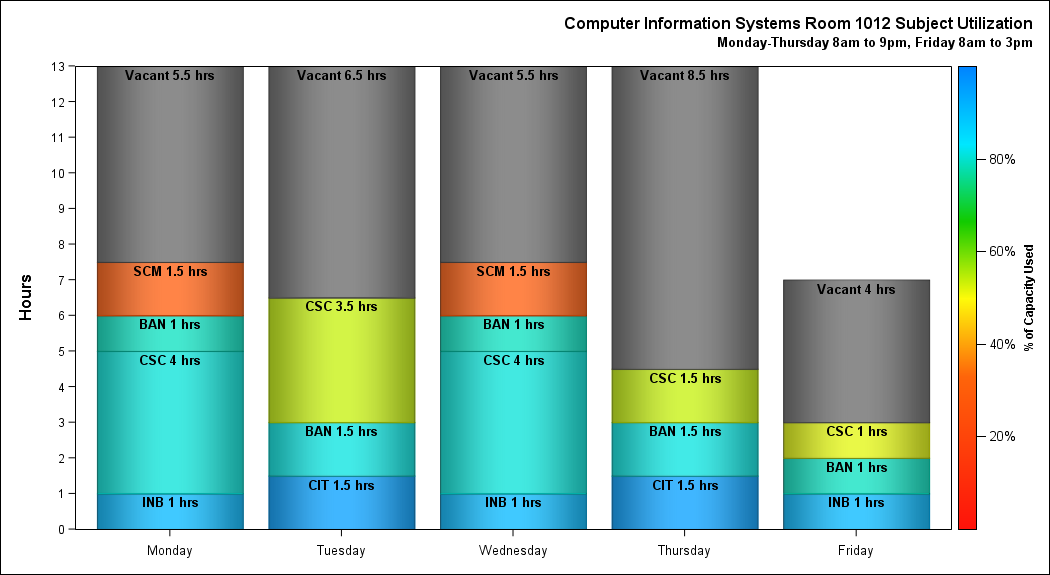 Computer Information Systems Room 1012 Subject Utilization
Monday-Thursday 8am to 9pm, Friday 8am to 3pm
Hours
13
12
11
10
9
8
7
6
5
4
3
2
1
0
Vacant 5.5 hrs
SCM 1.5 hrs
BAN 1 hrs
CSC 4 hrs
INB 1 hrs
Vacant 6.5 hrs
CSC 3.5 hrs
BAN 1.5 hrs
CIT 1.5 hrs
Vacant 5.5 hrs
SCM 1.5 hrs
BAN 1 hrs
CSC 4 hrs
INB 1 hrs
Vacant 8.5 hrs
CSC 1.5 hrs
BAN 1.5 hrs
CIT 1.5 hrs
Vacant 4 hrs
CSC 1 hrs
BAN 1 hrs
INB 1 hrs
Monday
Tuesday
Wednesday
Thursday
Friday
80%
60%
40%
20%
% of Capacity Used